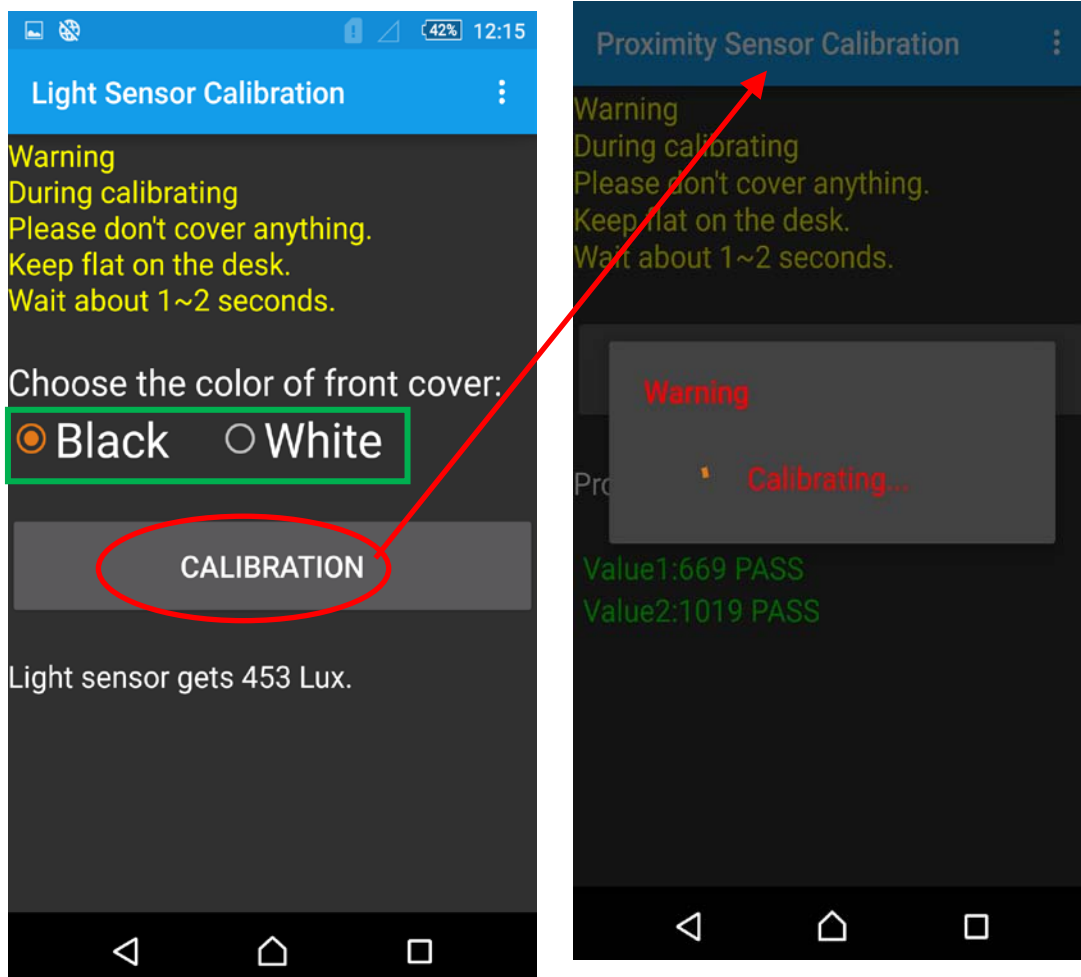 42% 12:15
Light Sensor Calibration
Warning
During calibrating
Please don't cover anything.
Keep flat on the desk.
Wait about 1~2 seconds.
Choose the color of front cover:
Black White
CALIBRATION
Light sensor gets 453 Lux.
Proximity Sensor Calibration
Warning
During calibrating
Please don't cover anything.
Keep flat on the desk.
Wait about 1~2 seconds.
Warning
Calibrating...
Pro
Value1:669 PASS
Value2:1019 PASS